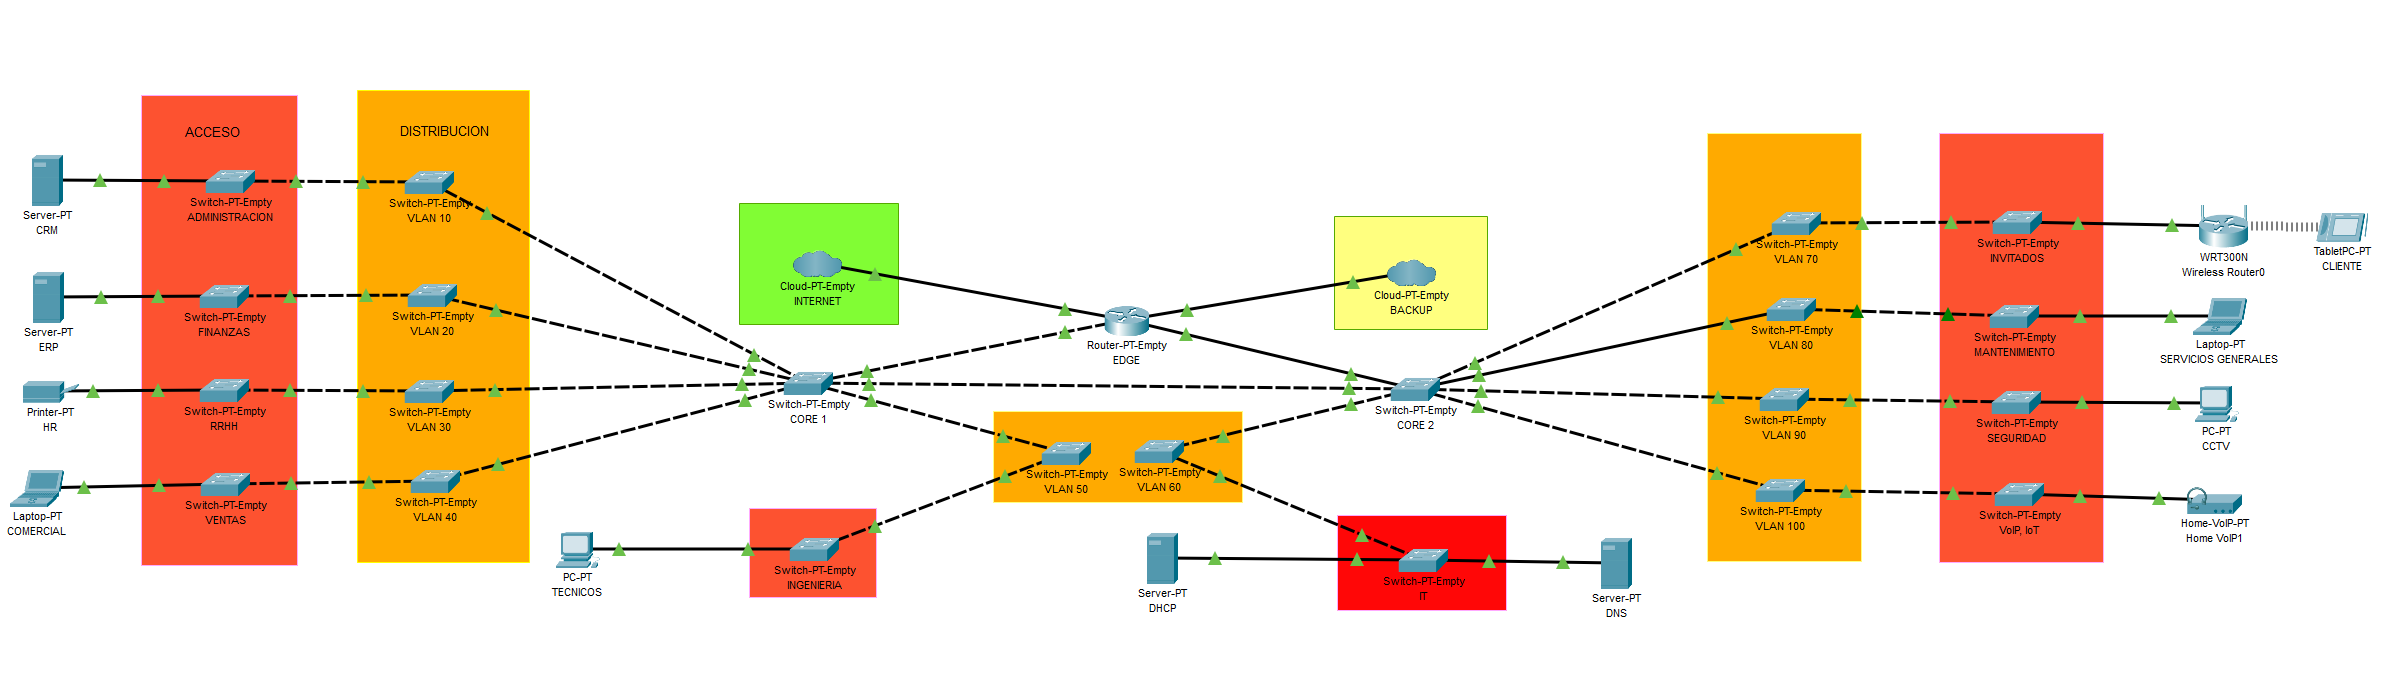 ACCESO
DISTRIBUCION
Server-PT
CRM
Switch-PT-Empty
ADMINISTRACION
Switch-PT-Empty
VLAN 10
Server-PT
ERP
Switch-PT-Empty
FINANZAS
Switch-PT-Empty
VLAN 20
Printer-PT
HR
Switch-PT-Empty
RRHH
Switch-PT-Empty
VLAN 30
Laptop-PT
COMERCIAL
Switch-PT-Empty
VENTAS
Switch-PT-Empty
VLAN 40
Cloud-PT-Empty
INTERNET
Cloud-PT-Empty
BACKUP
Router-PT-Empty
EDGE
Switch-PT-Empty
CORE 1
Switch-PT-Empty
CORE 2
Switch-PT-Empty
VLAN 50
Switch-PT-Empty
VLAN 60
PC-PT
TECNICOS
Switch-PT-Empty
INGENIERIA
Server-PT
DHCP
Switch-PT-Empty
IT
Server-PT
DNS
Switch-PT-Empty
VLAN 70
Switch-PT-Empty
INVITADOS
WRT300N
Wireless Router0
TabletPC-PT
CLIENTE
Switch-PT-Empty
VLAN 80
Switch-PT-Empty
MANTENIMIENTO
Laptop-PT
SERVICIOS GENERALES
Switch-PT-Empty
VLAN 90
Switch-PT-Empty
SEGURIDAD
PC-PT
CCTV
Switch-PT-Empty
VLAN 100
Switch-PT-Empty
VoIP, IoT
Home-VoIP-PT
Home VoIP1